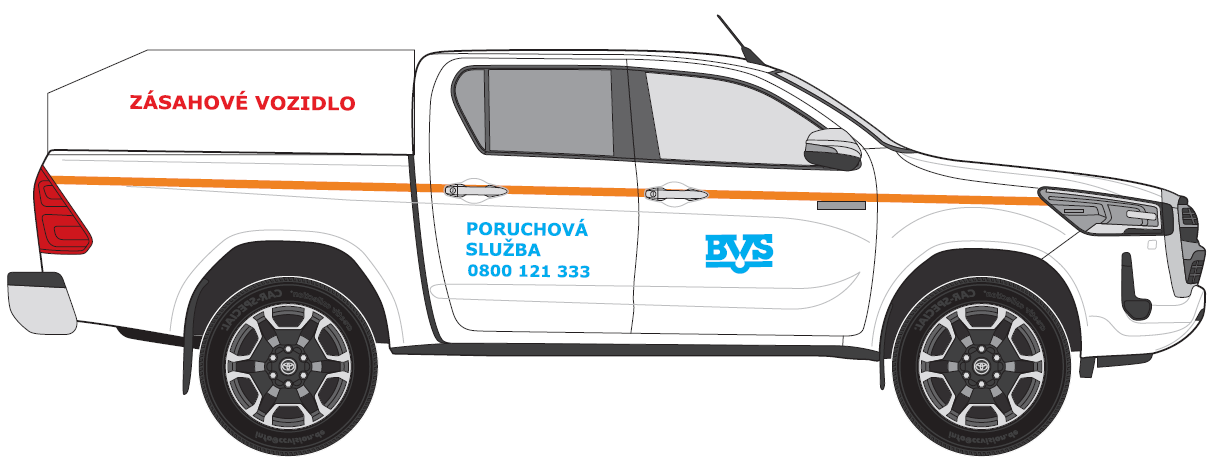 ZÁSAHOVÉ VOZIDLO
PORUCHOVÁ
SLUŽBA
0800 121 333
BVS